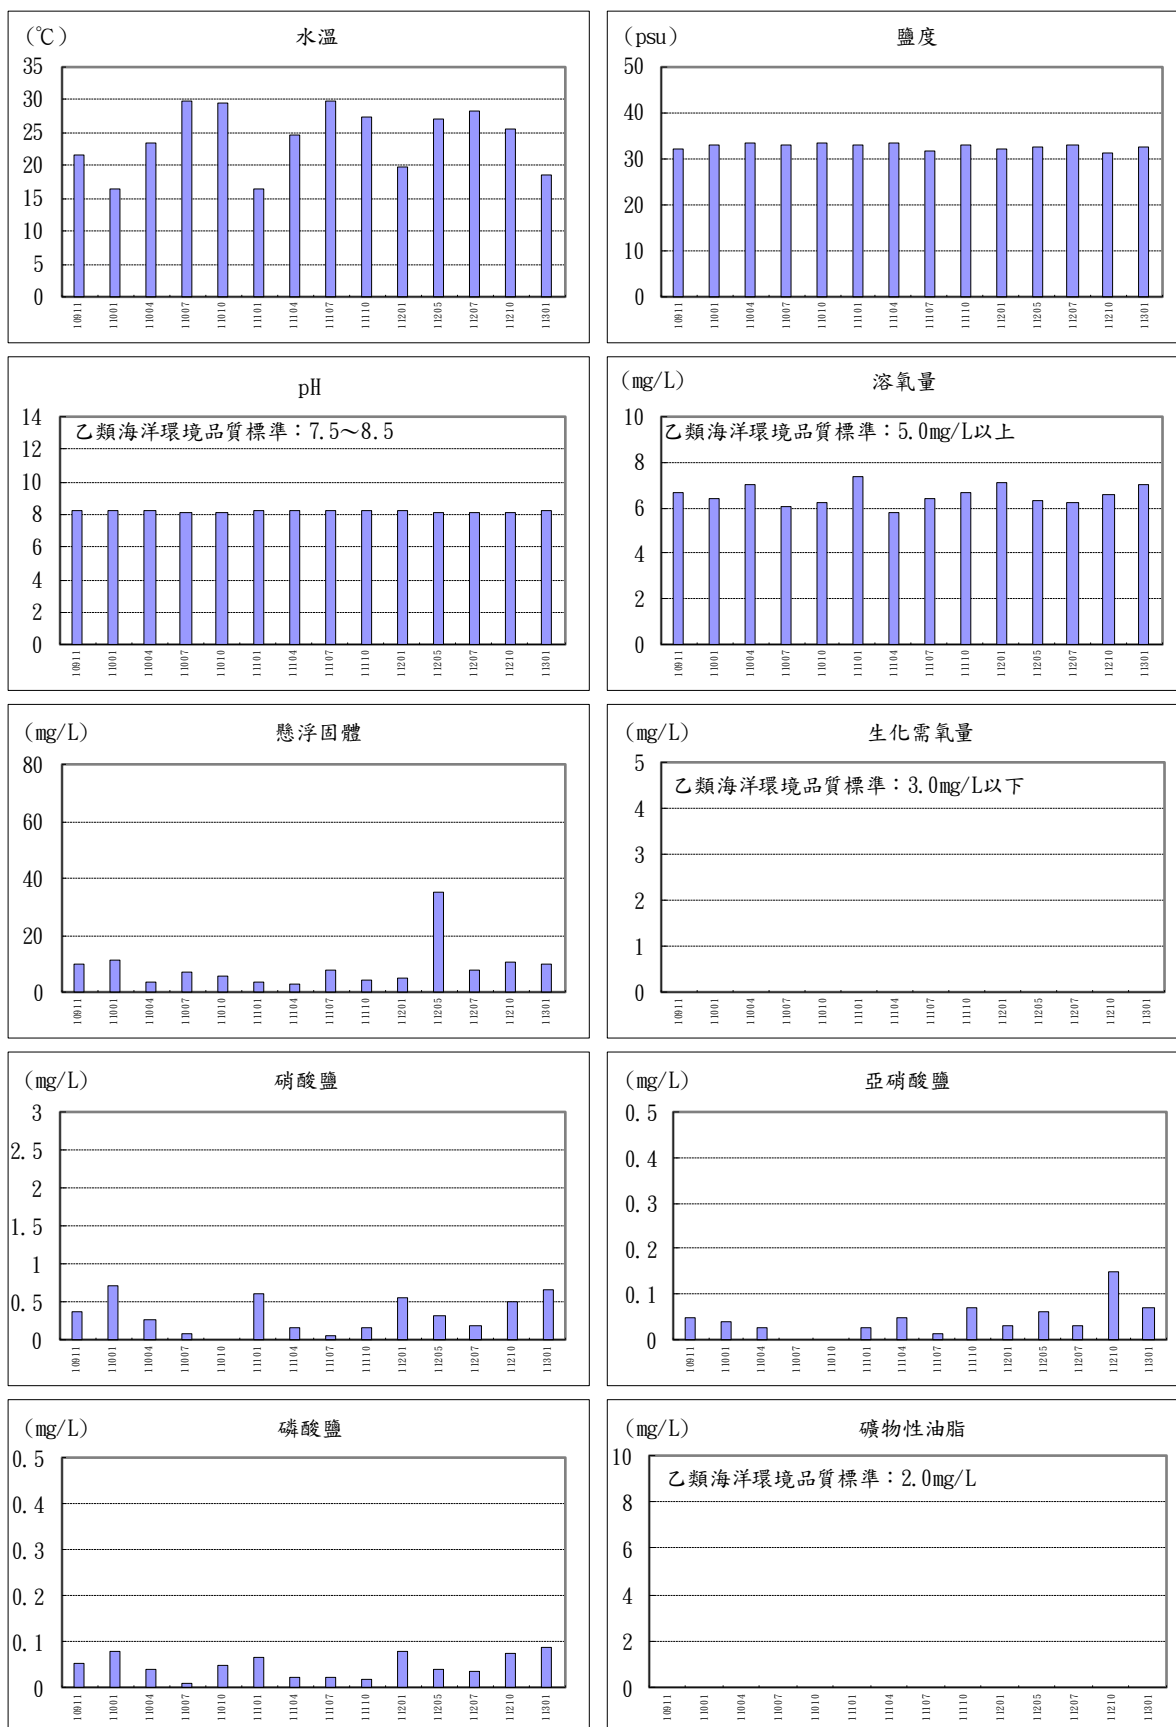 (℃) 水溫
35
30
25
20
15
10
5
0
10911 11001 11004 11007 11010 11101 11104 11107 11110 11201 11205 11207 11210 11301
(psu) 鹽度
50
40
30
20
10
0
10911 11001 11004 11007 11010 11101 11104 11107 11110 11201 11205 11207 11210 11301
pH
乙類海洋環境品質標準：7.5～8.5
14
12
10
8
6
4
2
0
10911 11001 11004 11007 11010 11101 11104 11107 11110 11201 11205 11207 11210 11301
(mg/L) 溶氧量
乙類海洋環境品質標準：5.0mg/L以上
10
8
6
4
2
0
10911 11001 11004 11007 11010 11101 11104 11107 11110 11201 11205 11207 11210 11301
(mg/L) 懸浮固體
80
60
40
20
0
10911 11001 11004 11007 11010 11101 11104 11107 11110 11201 11205 11207 11210 11301
(mg/L) 生化需氧量
乙類海洋環境品質標準：3.0mg/L以下
5
4
3
2
1
0
10911 11001 11004 11007 11010 11101 11104 11107 11110 11201 11205 11207 11210 11301
(mg/L) 硝酸鹽
3
2.5
2
1.5
1
0.5
0
10911 11001 11004 11007 11010 11101 11104 11107 11110 11201 11205 11207 11210 11301
(mg/L) 亞硝酸鹽
0.5
0.4
0.3
0.2
0.1
0
10911 11001 11004 11007 11010 11101 11104 11107 11110 11201 11205 11207 11210 11301
(mg/L) 磷酸鹽
0.5
0.4
0.3
0.2
0.1
0
10911 11001 11004 11007 11010 11101 11104 11107 11110 11201 11205 11207 11210 11301
(mg/L) 礦物性油脂
乙類海洋環境品質標準：2.0mg/L
10
8
6
4
2
0
10911 11001 11004 11007 11010 11101 11104 11107 11110 11201 11205 11207 11210 11301